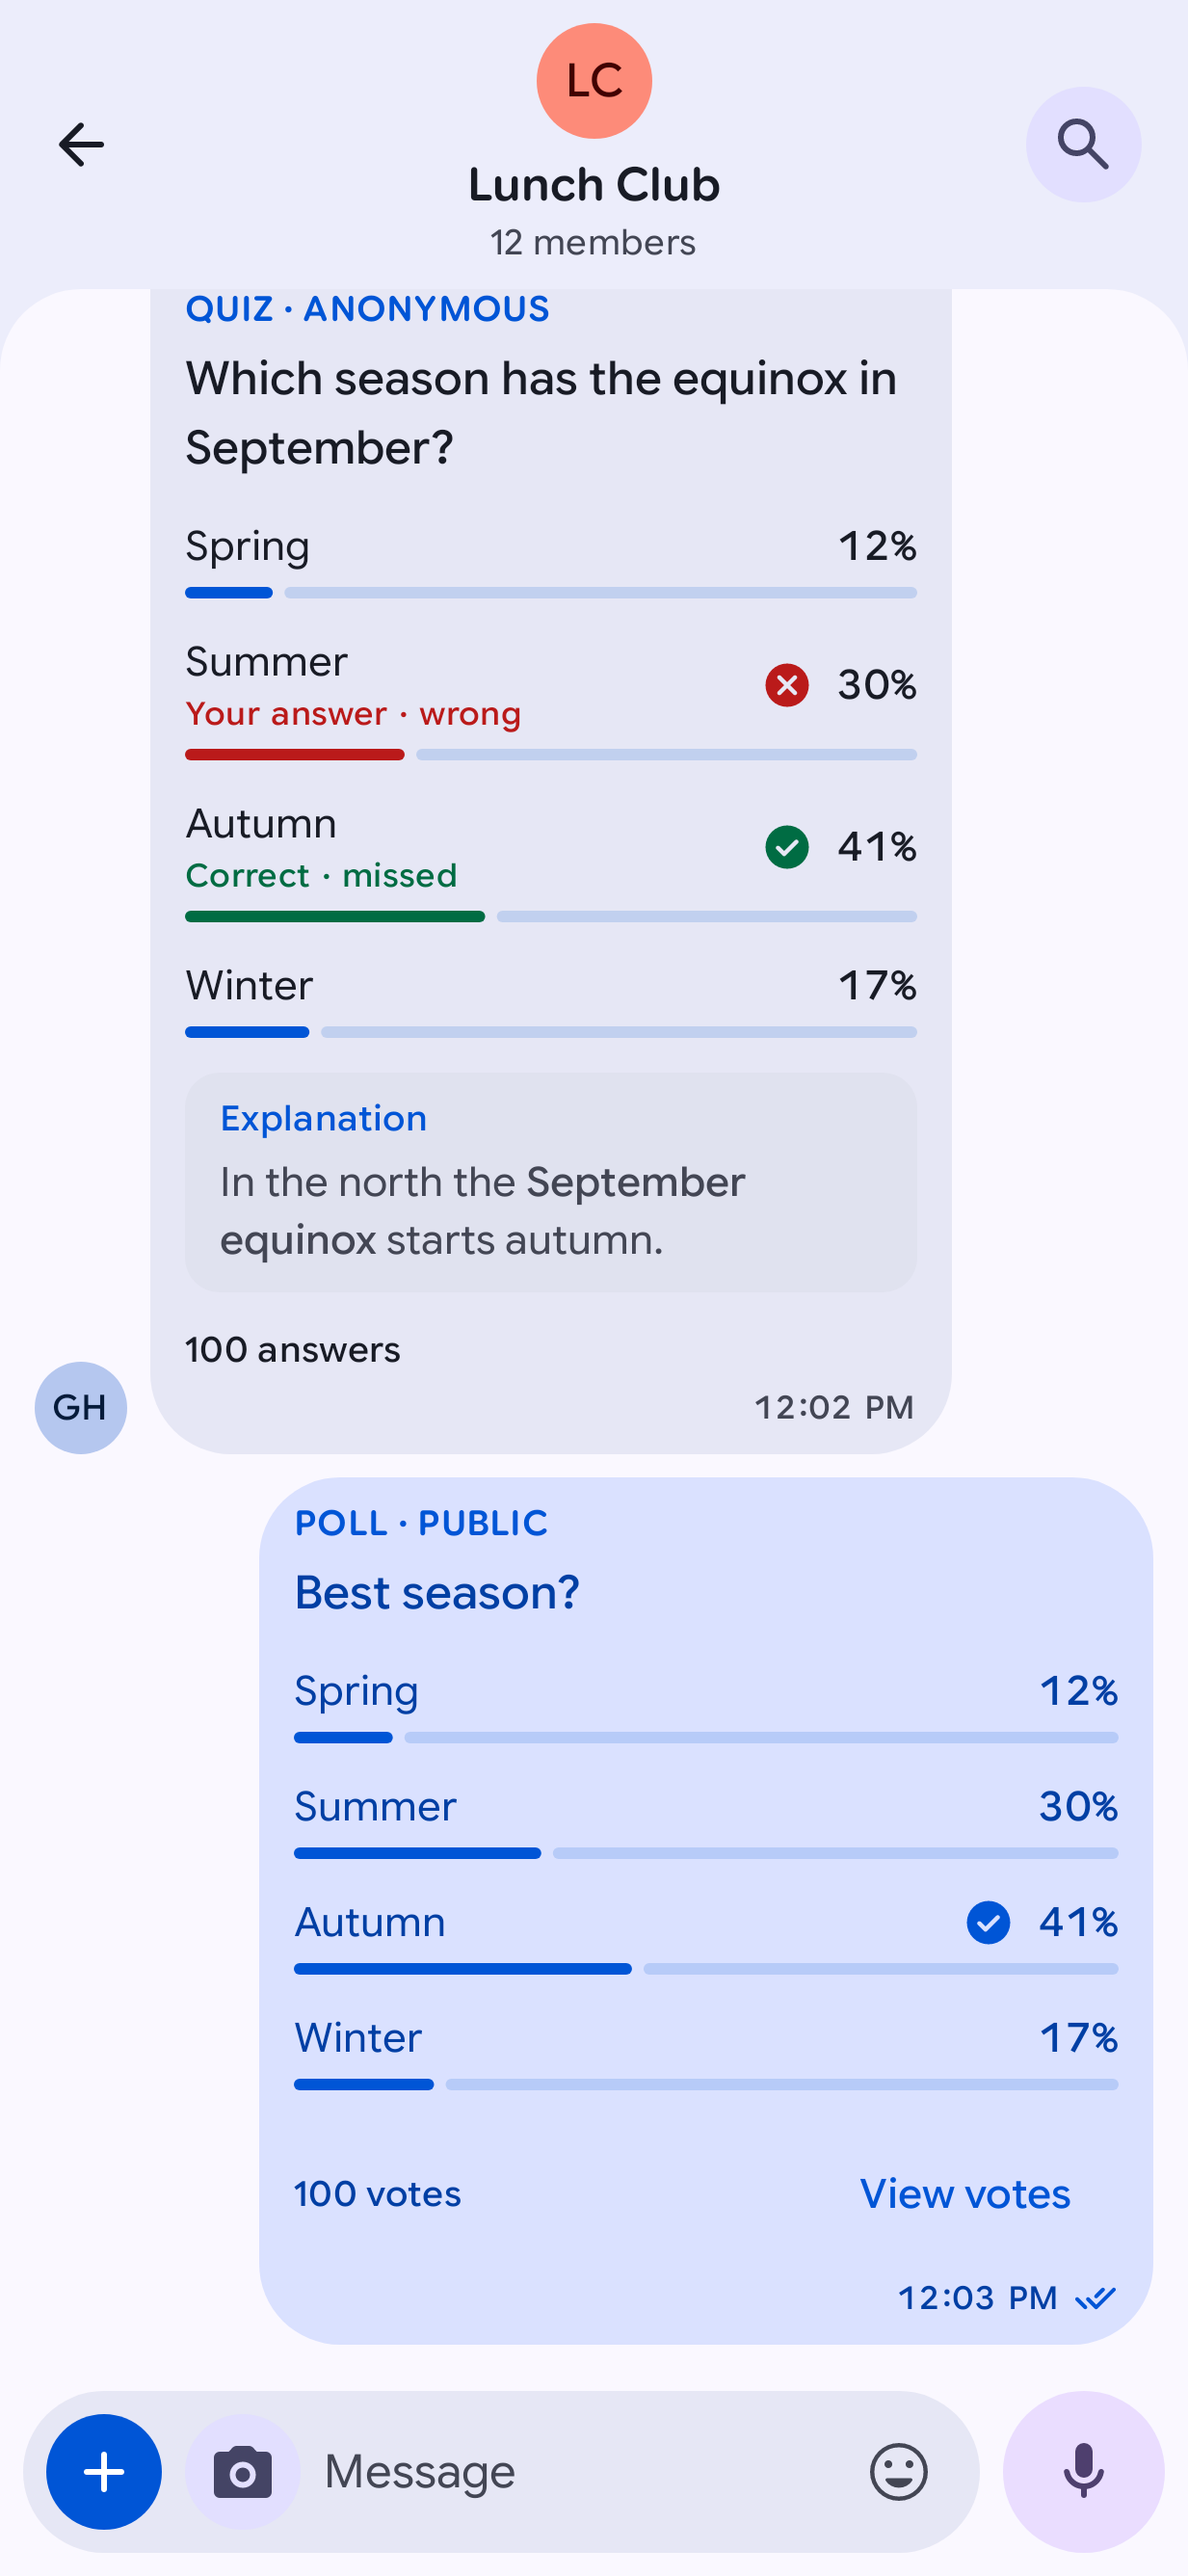 LC
Lunch Club
12 members
QUIZ · ANONYMOUS
Which season has the equinox in
September?
Spring 12%
Summer 30%
Your answer · wrong
Autumn 41%
Correct · missed
Winter 17%
Explanation
In the north the September
equinox starts autumn.
100 answers
GH
12:02 PM
POLL · PUBLIC
Best season?
Spring 12%
Summer 30%
Autumn 41%
Winter 17%
100 votes View votes
12:03 PM
Message